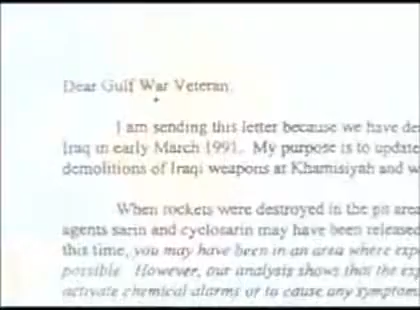 Dear Gulf War Veteran:
I am sending this letter because we have de
Iraq in early March 1991. My purpose is to update
demolitions of Iraqi weapons at Khamisiyah and w
When rockets were destroyed in the pit area
agents sarin and cyclosarin may have been released
this time, you may have been in an area where expo
possible. However, our analysis shows that the exp
activate chemical alarms or to cause any symptom